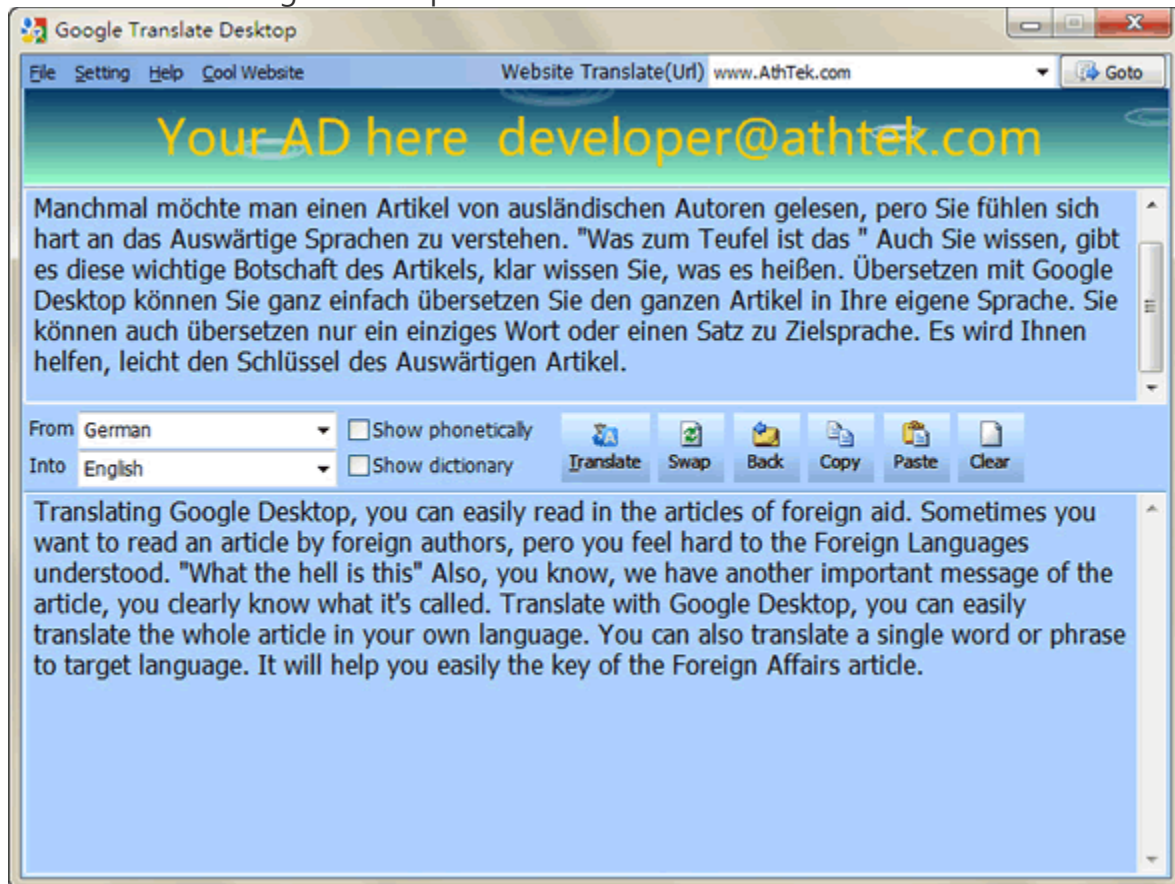 Google Translate Desktop
File Setting Help Cool Website Website Translate(Url) www.AthTek.com Goto
Your AD here developer@athtek.com
Manchmal möchte man einen Artikel von ausländischen Autoren gelesen, pero Sie fühlen sich
hart an das Auswärtige Sprachen zu verstehen. "Was zum Teufel ist das " Auch Sie wissen, gibt
es diese wichtige Botschaft des Artikels, klar wissen Sie, was es heißen. Übersetzen mit Google
Desktop können Sie ganz einfach übersetzen Sie den ganzen Artikel in Ihre eigene Sprache. Sie
können auch übersetzen nur ein einziges Wort oder einen Satz zu Zielsprache. Es wird Ihnen
helfen, leicht den Schlüssel des Auswärtigen Artikel.
From German Show phonetically
Into English Show dictionary Translate Swap Back Copy Paste Clear
Translating Google Desktop, you can easily read in the articles of foreign aid. Sometimes you
want to read an article by foreign authors, pero you feel hard to the Foreign Languages
understood. "What the hell is this" Also, you know, we have another important message of the
article, you clearly know what it's called. Translate with Google Desktop, you can easily
translate the whole article in your own language. You can also translate a single word or phrase
to target language. It will help you easily the key of the Foreign Affairs article.